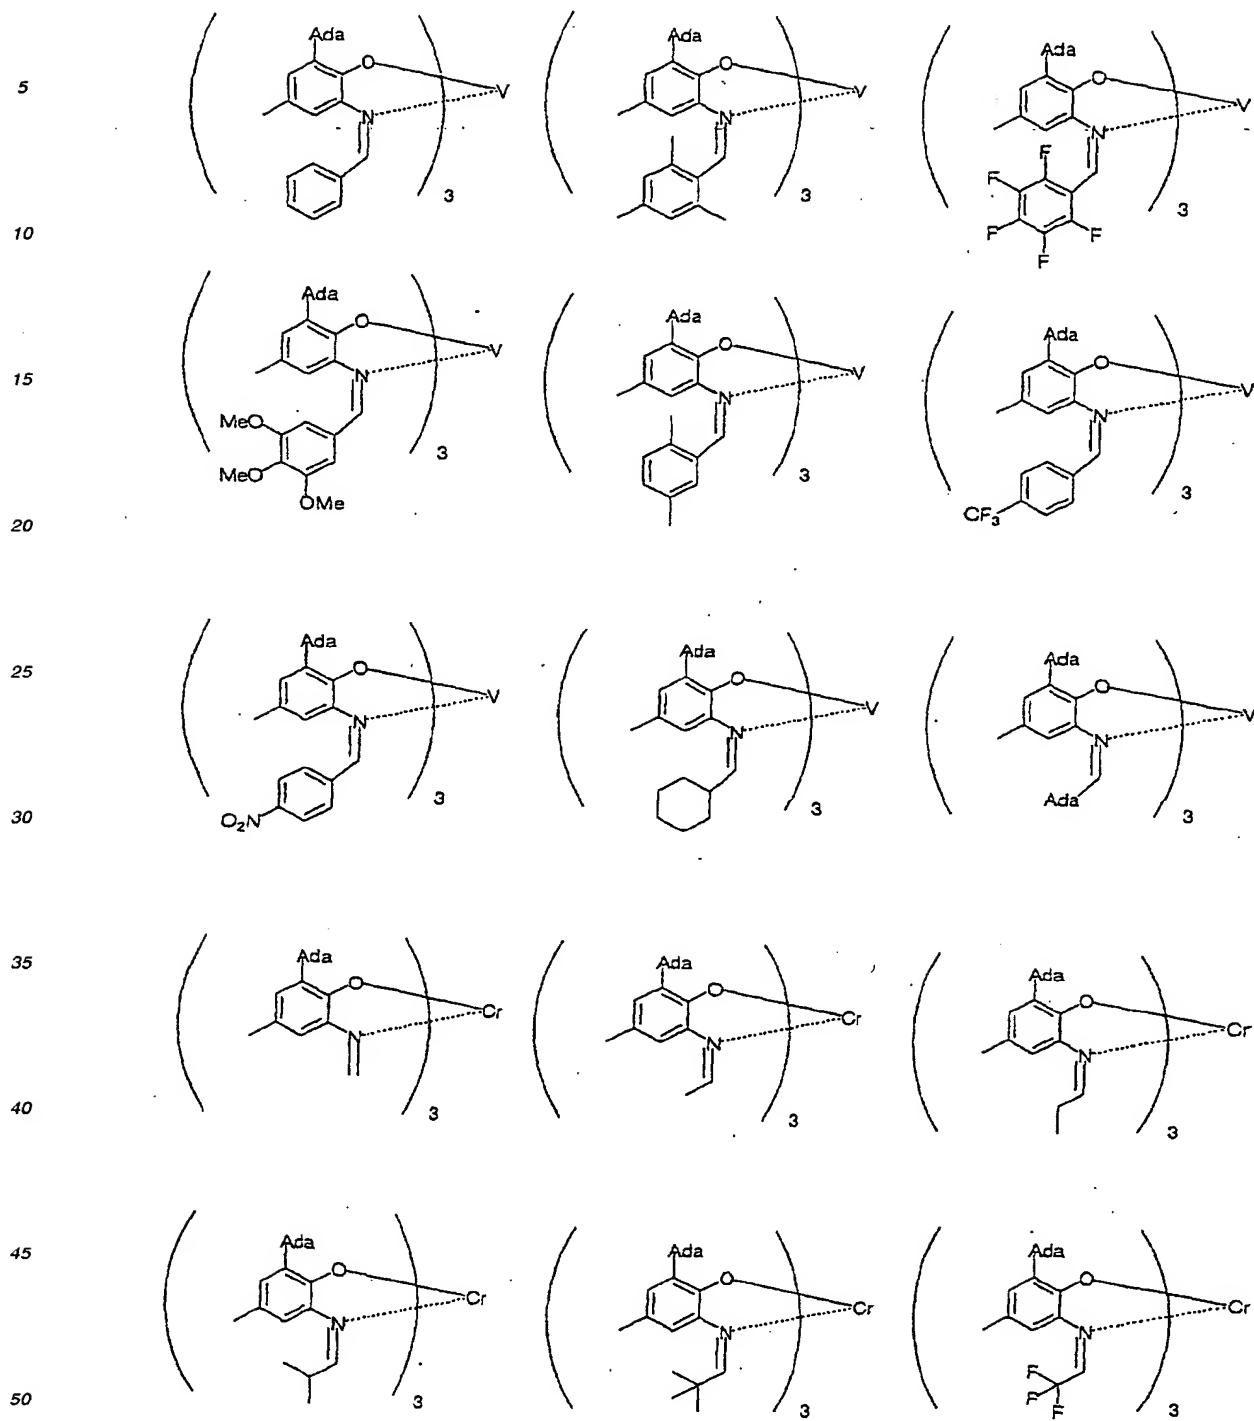 Ada Ada Ada
5 O V O V O V
N N N
F
F F
3 3 3
10 F F
F
Ada Ada Ada
O V O V O V
15 N N N
MeO
MeO 3 3 3
OMe CF3
20
Ada Ada Ada
25 O V O V O V
N N N
3 3 3
30 O2N Ada
35 Ada Ada Ada
O Cr O Cr O Cr
N N N
40 3 3 3
45 Ada Ada Ada
O Cr O Cr O Cr
N N N
F
F
50 3 3 F 3